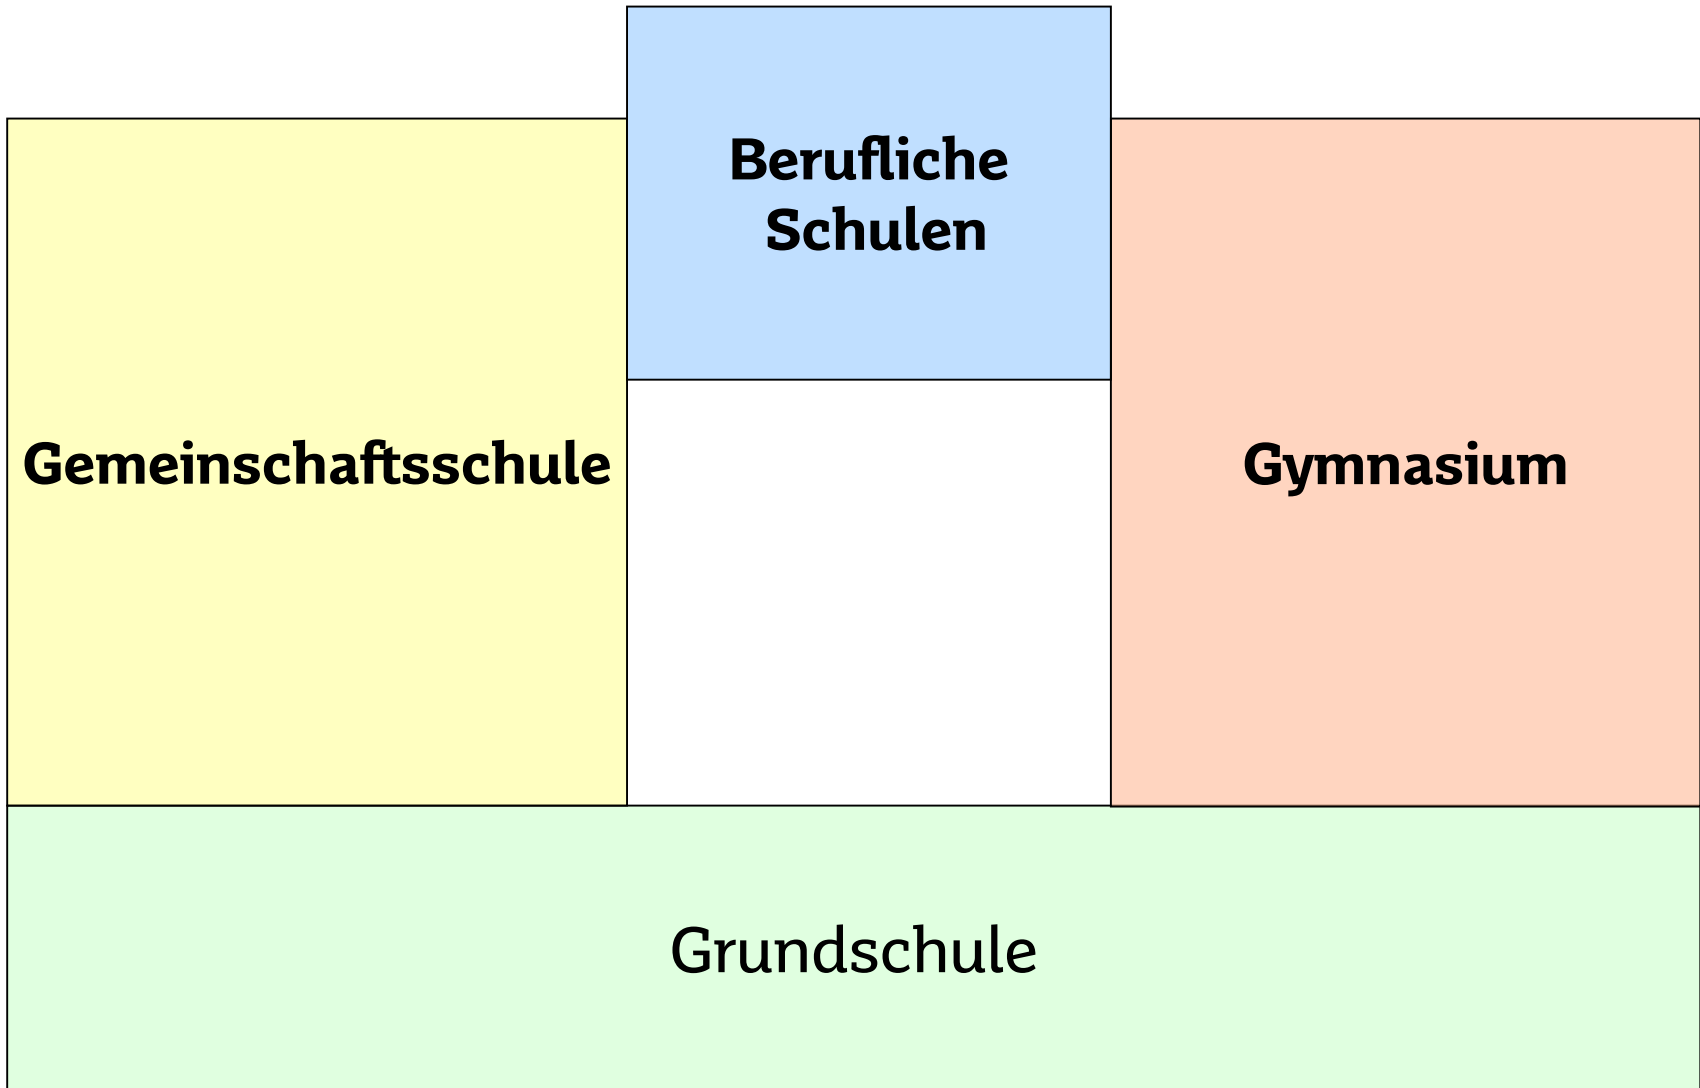 Berufliche
Schulen
Gemeinschaftsschule
Gymnasium
Grundschule